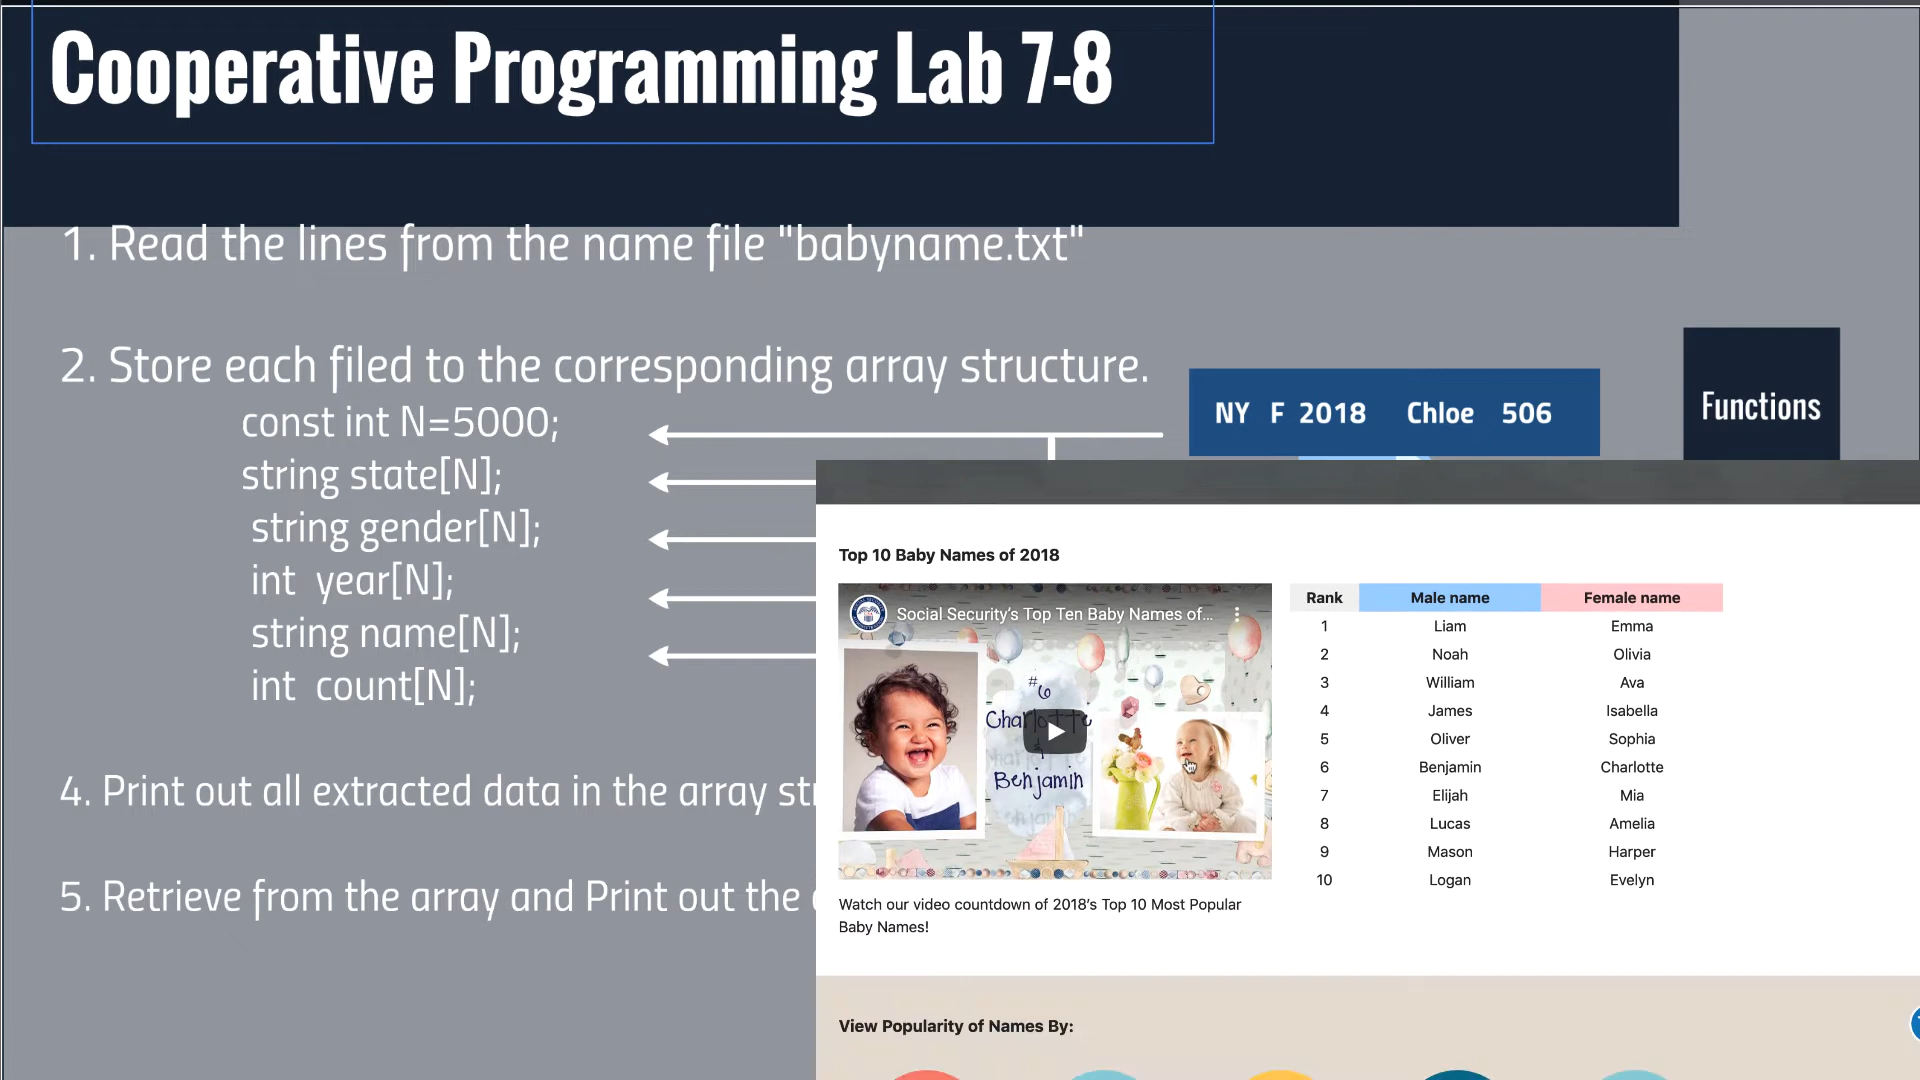 Cooperative Programming Lab 7-8
1. Read the lines from the name file "babyname.txt"
2. Store each filed to the corresponding array structure.
const int N=5000;
string state[N];
string gender[N];
int year[N];
string name[N];
int count[N];
4. Print out all extracted data in the array
5. Retrieve from the array and Print out the
NY F 2018 Chloe 506
Functions
Top 10 Baby Names of 2018
Social Security's Top Ten Baby Names of...
#6
Charlotte
&
Benjamin
Watch our video countdown of 2018's Top 10 Most Popular
Baby Names!
Rank Male name Female name
1 Liam Emma
2 Noah Olivia
3 William Ava
4 James Isabella
5 Oliver Sophia
6 Benjamin Charlotte
7 Elijah Mia
8 Lucas Amelia
9 Mason Harper
10 Logan Evelyn
View Popularity of Names By: